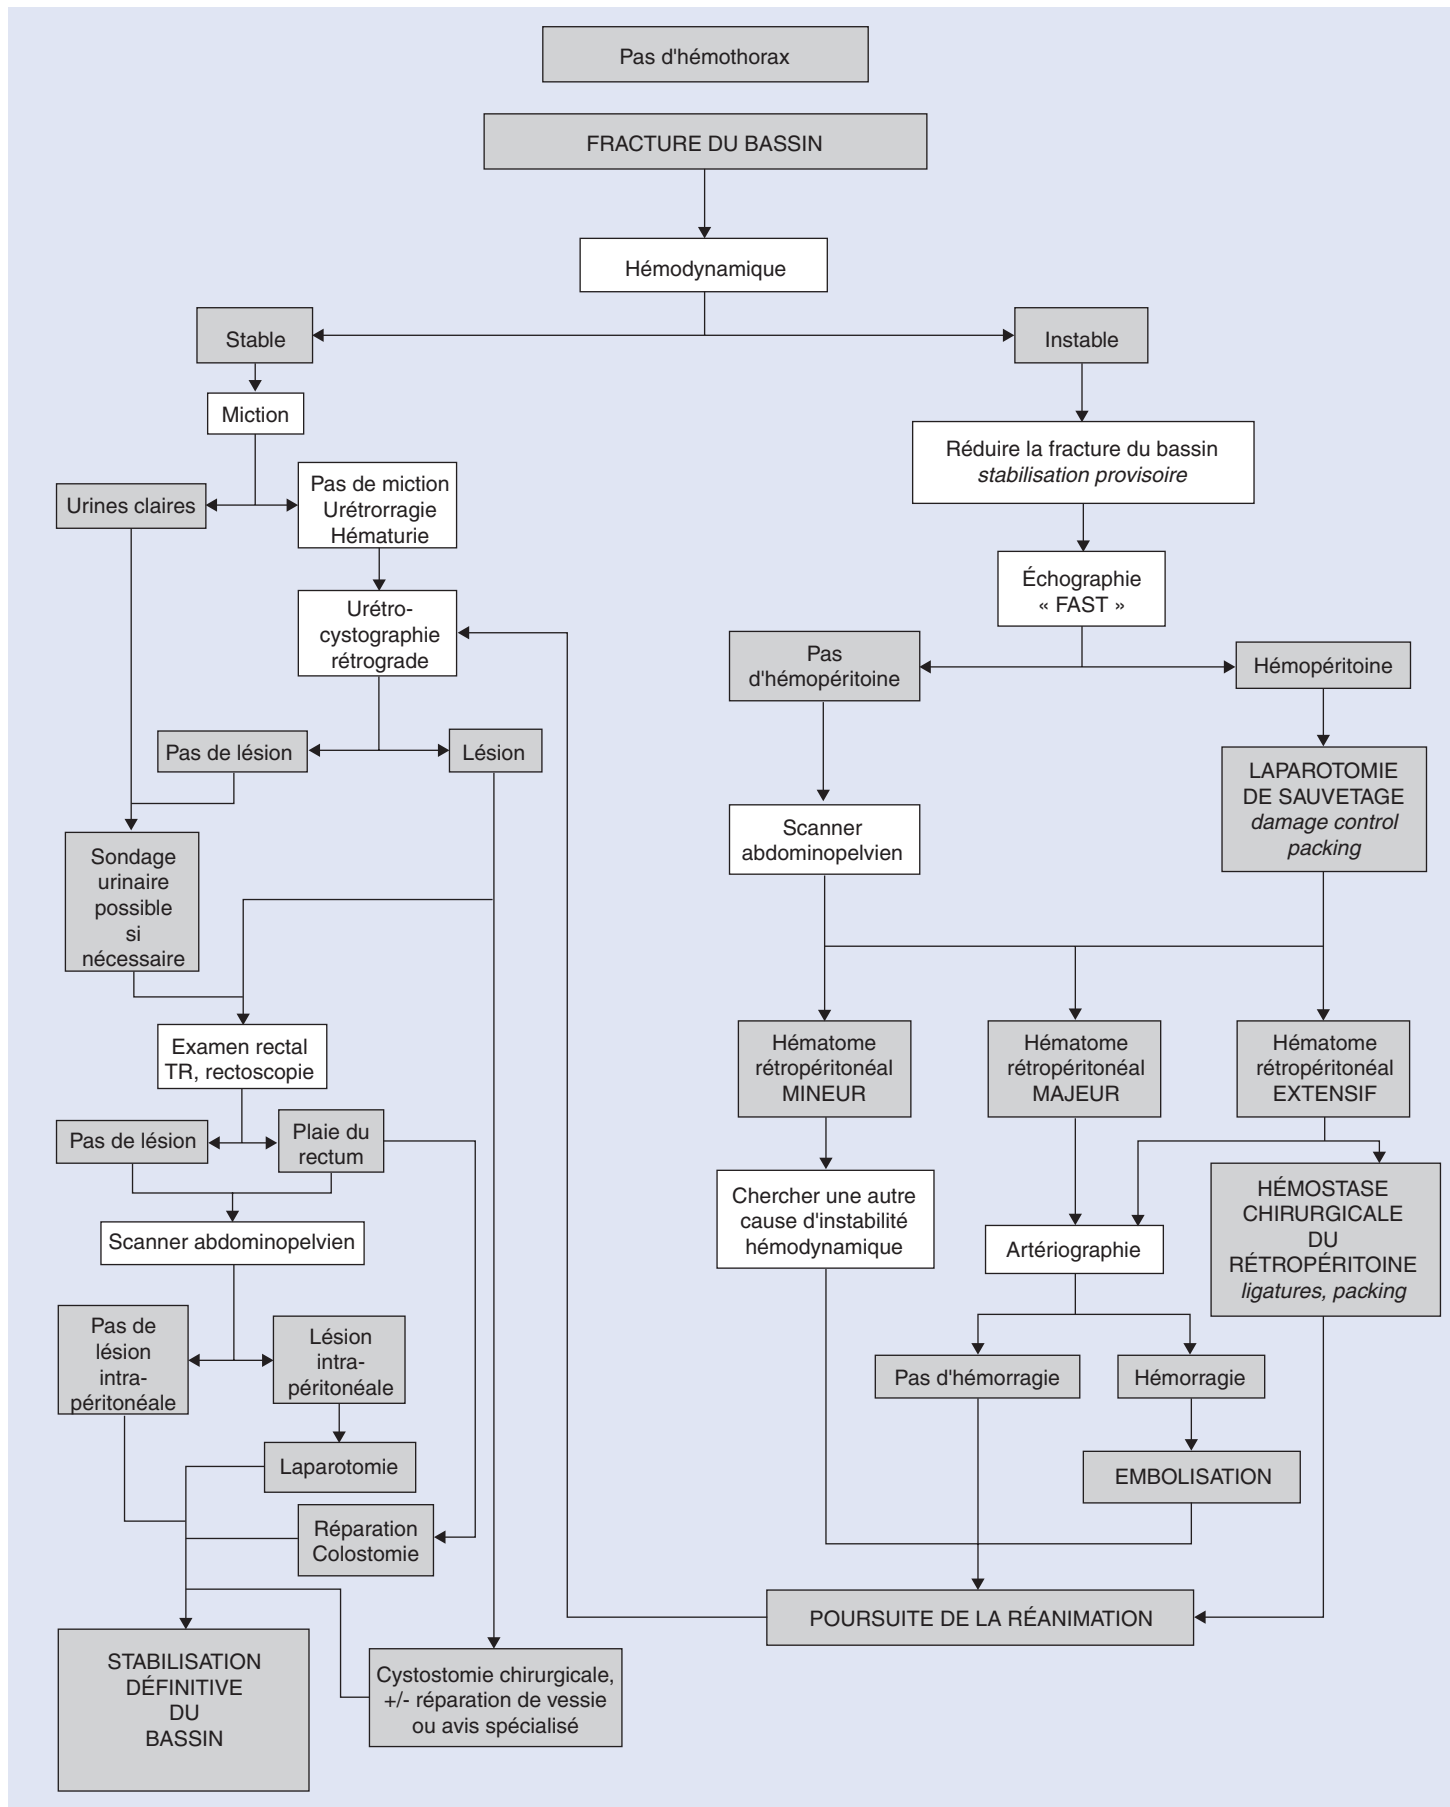 Pas d'hémothorax
FRACTURE DU BASSIN
Hémodynamique
Stable
Instable
Miction
Réduire la fracture du bassin
stabilisation provisoire
Urines claires
Pas de miction
Urétrorragie
Hématurie
Échographie
« FAST »
Urétro-
cystographie
rétrograde
Pas
d'hémopéritoine
Hémopéritoine
Pas de lésion
Lésion
LAPAROTOMIE
DE SAUVETAGE
damage control
packing
Scanner
abdominopelvien
Sondage
urinaire
possible
si
nécessaire
Examen rectal
TR, rectoscopie
Hématome
rétropéritonéal
MINEUR
Hématome
rétropéritonéal
MAJEUR
Hématome
rétropéritonéal
EXTENSIF
Pas de lésion
Plaie du
rectum
Chercher une autre
cause d'instabilité
hémodynamique
Artériographie
HÉMOSTASE
CHIRURGICALE
DU
RÉTROPÉRITOINE
ligatures, packing
Scanner abdominopelvien
Pas de
lésion
intra-
péritonéale
Lésion
intra-
péritonéale
Pas d'hémorragie
Hémorragie
Laparotomie
EMBOLISATION
Réparation
Colostomie
POURSUITE DE LA RÉANIMATION
STABILISATION
DÉFINITIVE
DU
BASSIN
Cystostomie chirurgicale,
+/- réparation de vessie
ou avis spécialisé